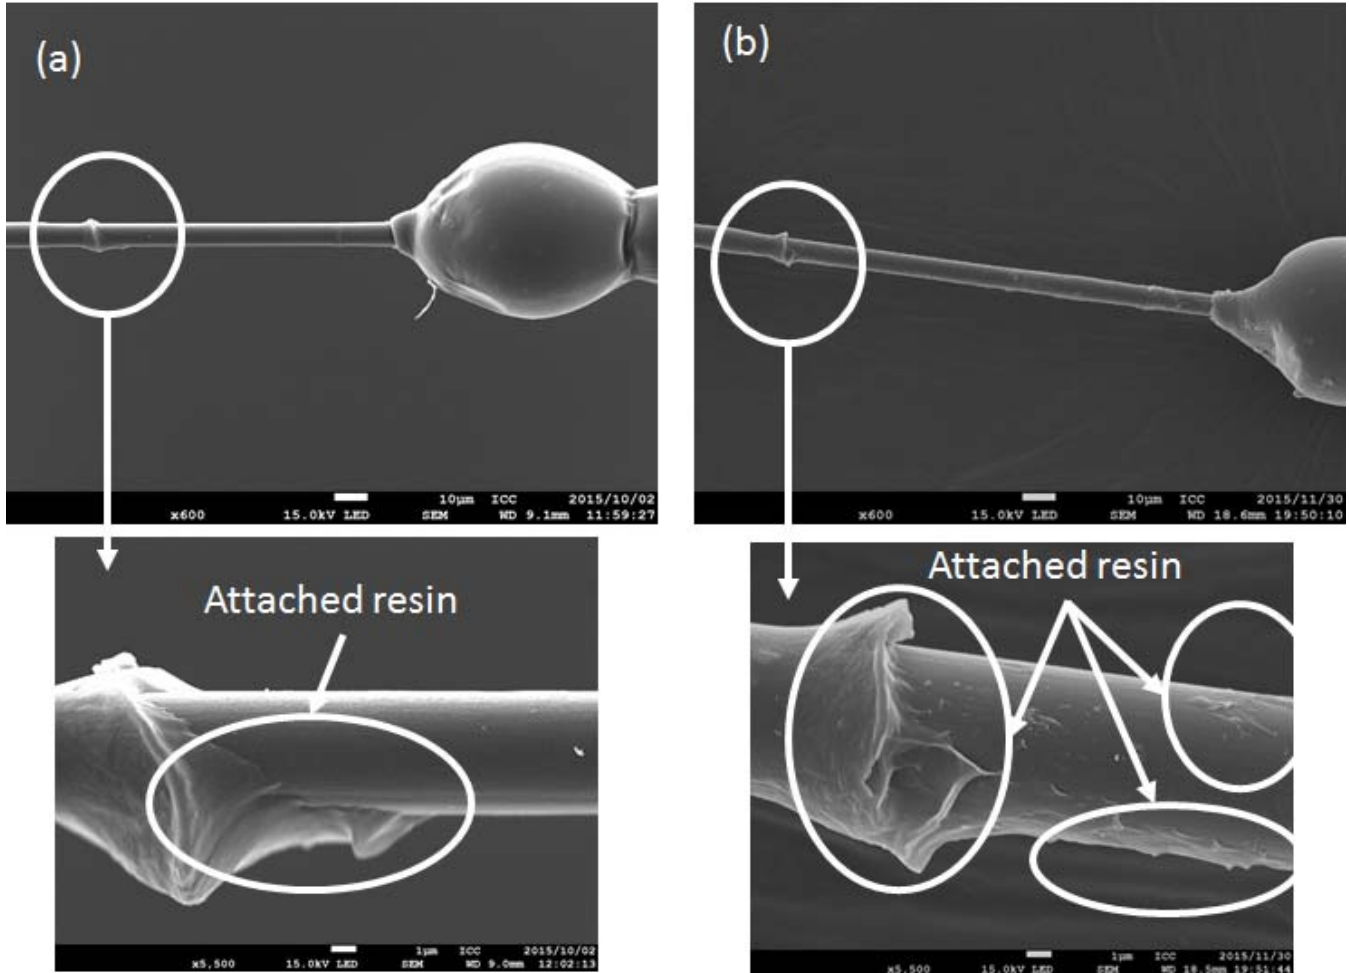 (a)
(b)
10μm ICC 2015/10/02
x600 15.0kV LED SEM WD 9.1mm 11:59:27
10μm ICC 2015/11/30
x600 15.0kV LED SEM WD 18.6mm 19:50:10
Attached resin
1μm ICC 2015/10/02
x5,500 15.0kV LED SEM WD 9.0mm 12:02:13
Attached resin
1μm ICC 2015/11/30
x5,500 15.0kV LED SEM WD 18.5mm